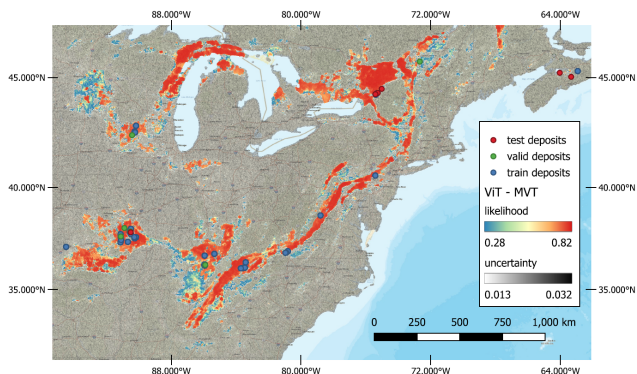 88.000°W 80.000°W 72.000°W 64.000°W
45.000°N 45.000°N
40.000°N 40.000°N
35.000°N 35.000°N
test deposits
valid deposits
train deposits
ViT - MVT
likelihood
0.28 0.82
uncertainty
0.013 0.032
0 250 500 750 1,000 km
88.000°W 80.000°W 72.000°W 64.000°W